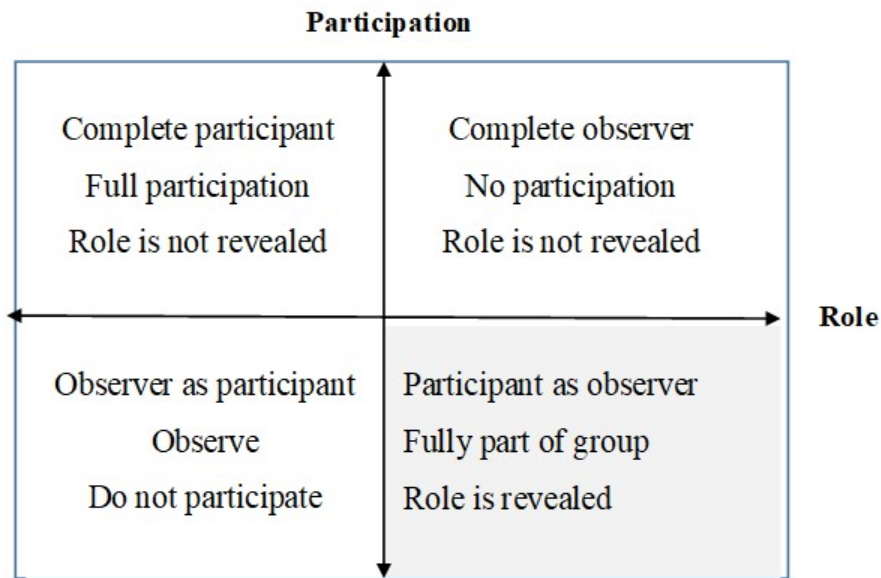 Participation
Complete participant
Full participation
Role is not revealed
Complete observer
No participation
Role is not revealed
Role
Observer as participant
Observe
Do not participate
Participant as observer
Fully part of group
Role is revealed